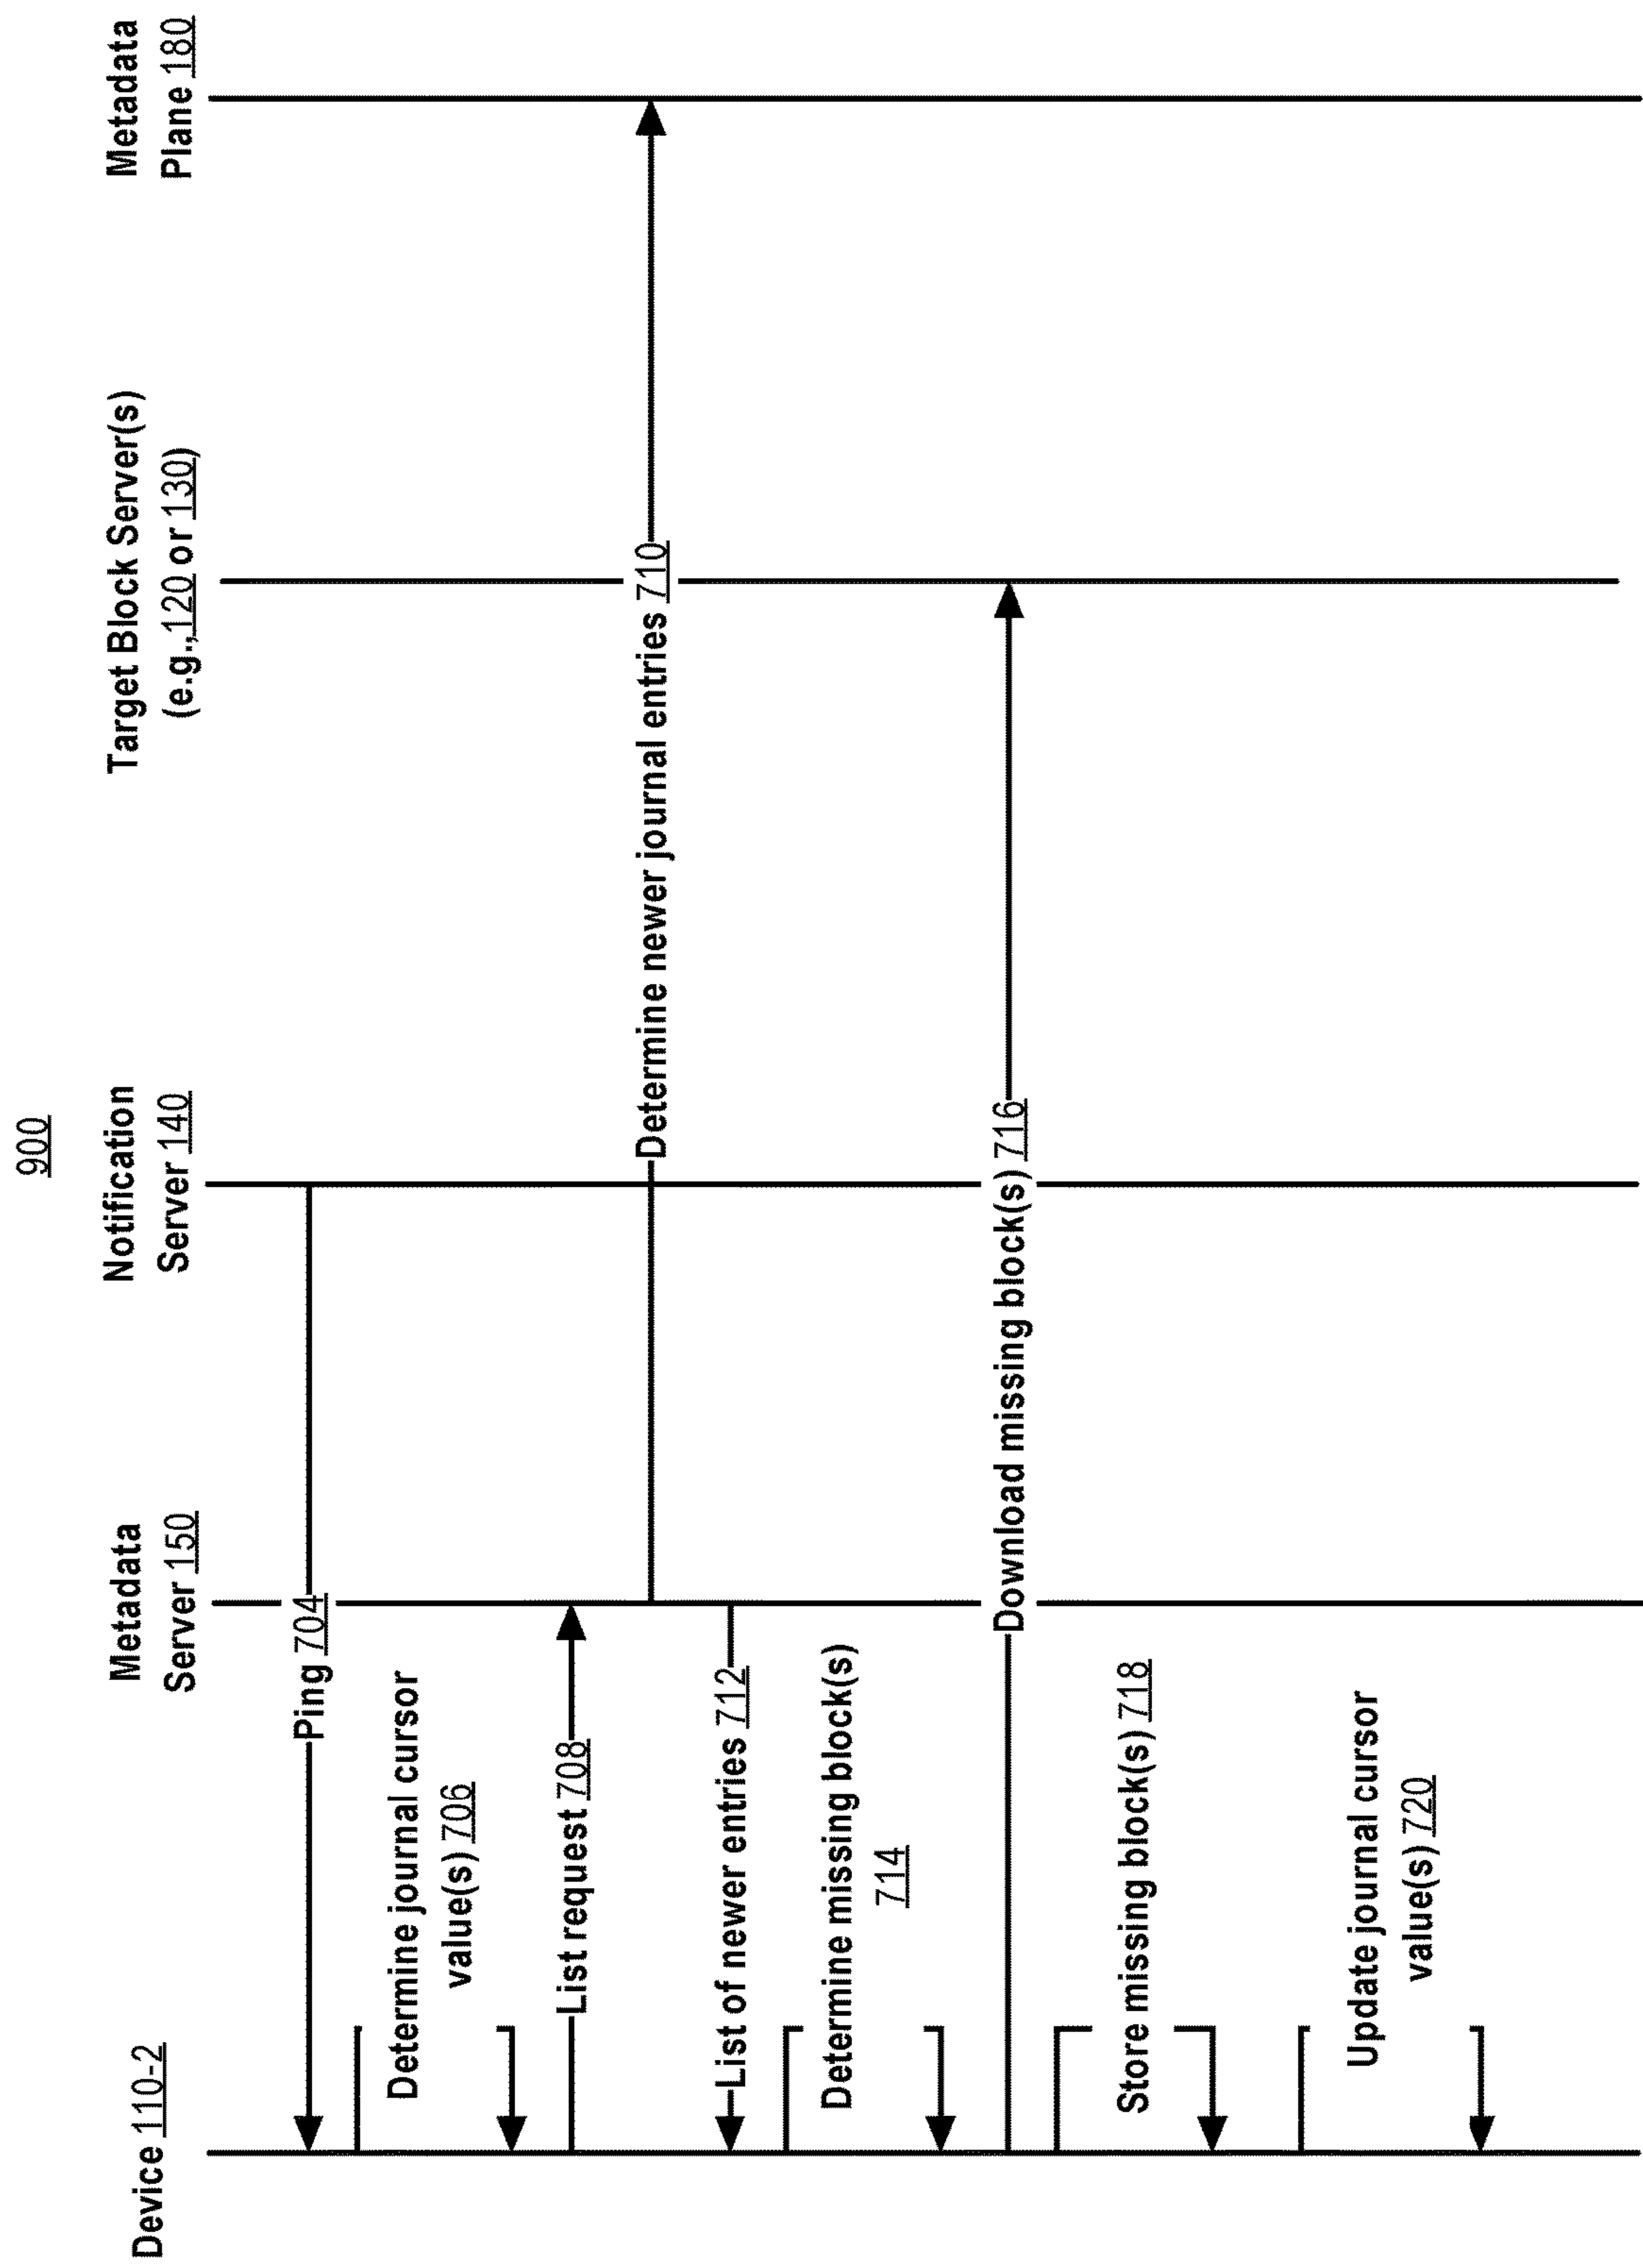 900
Device 110-2
Metadata
Server 150
Notification
Server 140
Target Block Server(s)
(e.g., 120 or 130)
Metadata
Plane 180
Ping 704
Determine journal cursor
value(s) 706
List request 708
Determine newer journal entries 710
List of newer entries 712
Determine missing block(s)
714
Download missing block(s) 716
Store missing block(s) 718
Update journal cursor
value(s) 720